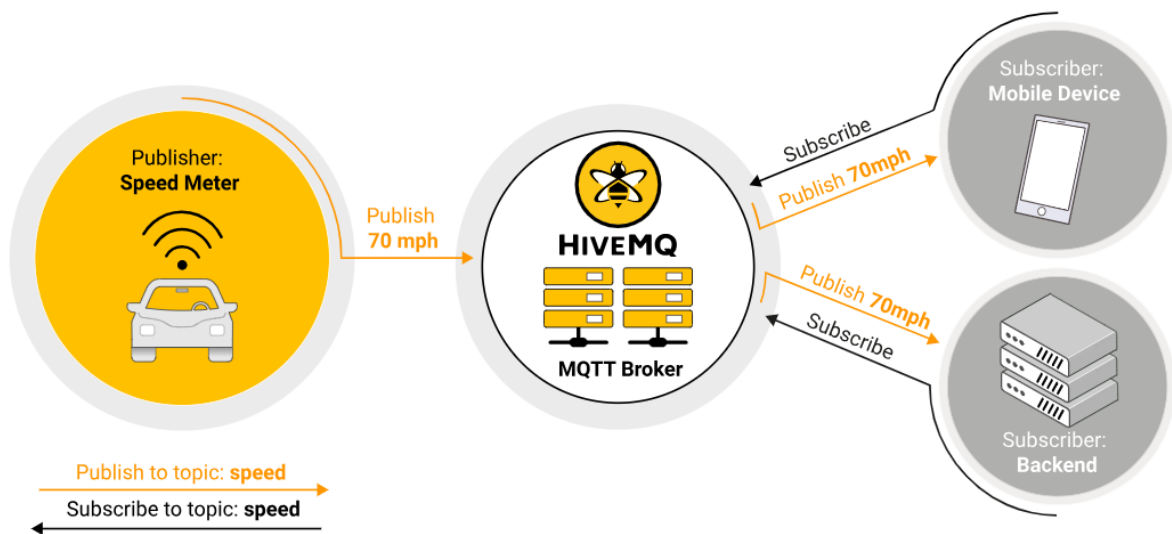 Publisher:
Speed Meter
Publish
70 mph
HIVEMQ
MQTT Broker
Subscribe
Publish 70mph
Subscriber:
Mobile Device
Publish 70mph
Subscribe
Subscriber:
Backend
Publish to topic: speed
Subscribe to topic: speed